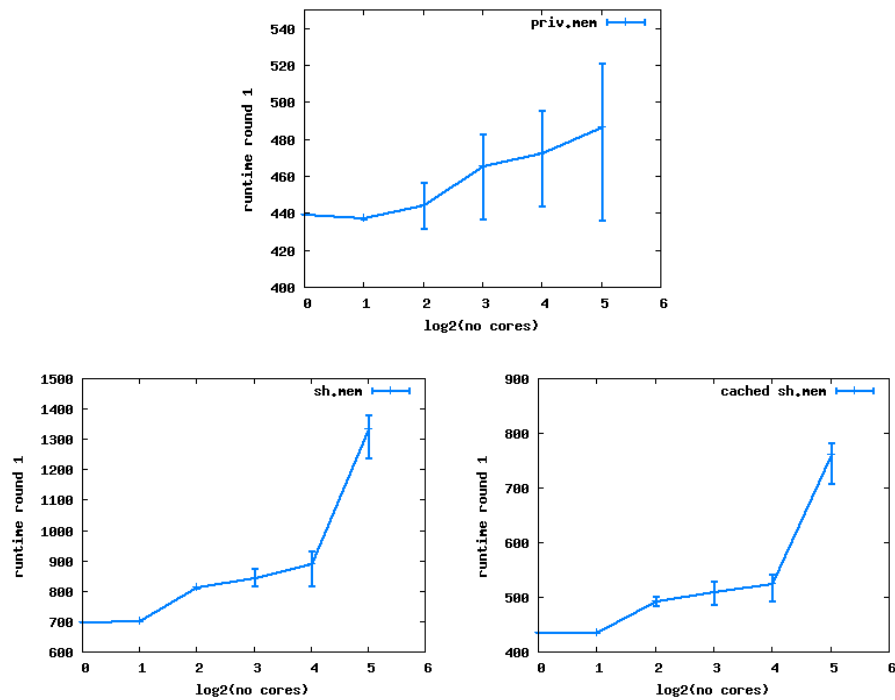 priv.mem
540
520
500
480
460
440
420
400
runtime round 1
0 1 2 3 4 5 6
log2(no cores)
sh.mem
1500
1400
1300
1200
1100
1000
900
800
700
600
runtime round 1
0 1 2 3 4 5 6
log2(no cores)
cached sh.mem
900
800
700
600
500
400
runtime round 1
0 1 2 3 4 5 6
log2(no cores)